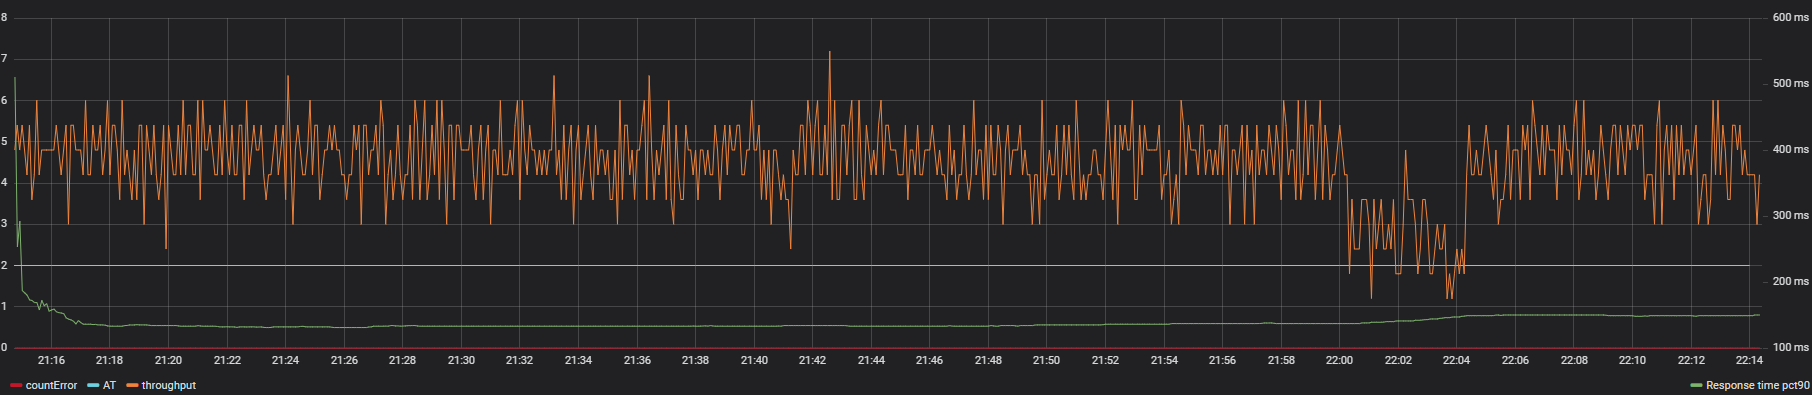 8 600 ms
7 500 ms
6
5 400 ms
4
3 300 ms
2 200 ms
1
0 100 ms
21:16 21:18 21:20 21:22 21:24 21:26 21:28 21:30 21:32 21:34 21:36 21:38 21:40 21:42 21:44 21:46 21:48 21:50 21:52 21:54 21:56 21:58 22:00 22:02 22:04 22:06 22:08 22:10 22:12 22:14
countError AT throughput Response time pct90